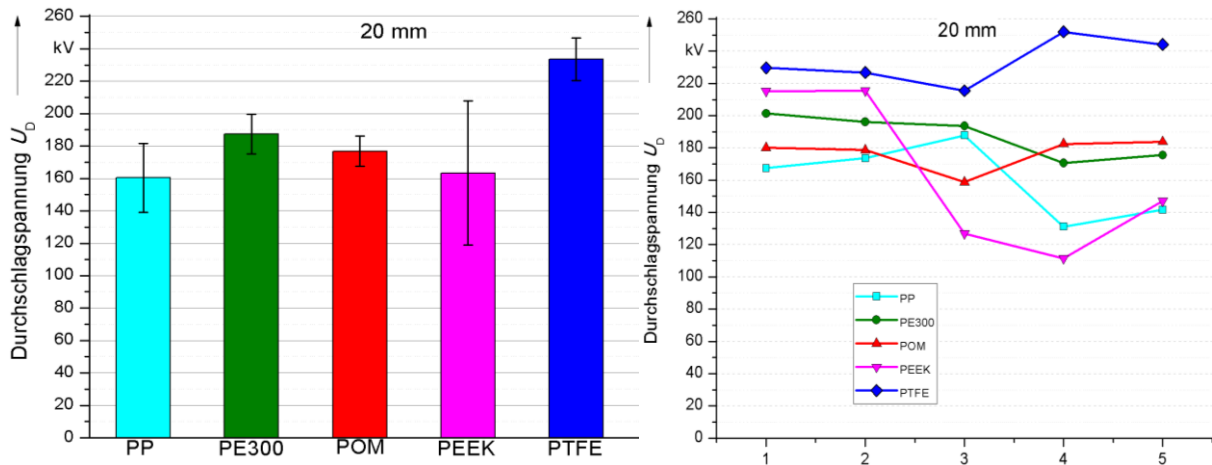 260
kV
220
200
180
160
140
120
100
80
60
40
20
0
Durchschlagspannung U_D
20 mm
PP PE300 POM PEEK PTFE
260
kV
220
200
180
160
140
120
100
80
60
40
20
0
Durchschlagspannung U_D
20 mm
PP
PE300
POM
PEEK
PTFE
1 2 3 4 5